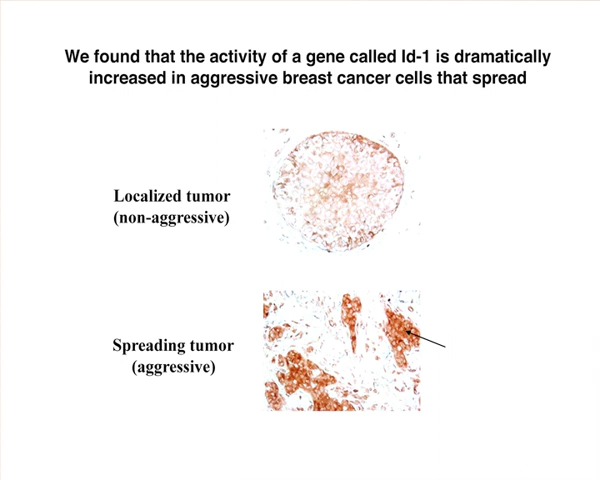 We found that the activity of a gene called Id-1 is dramatically
increased in aggressive breast cancer cells that spread
Localized tumor
(non-aggressive)
Spreading tumor
(aggressive)